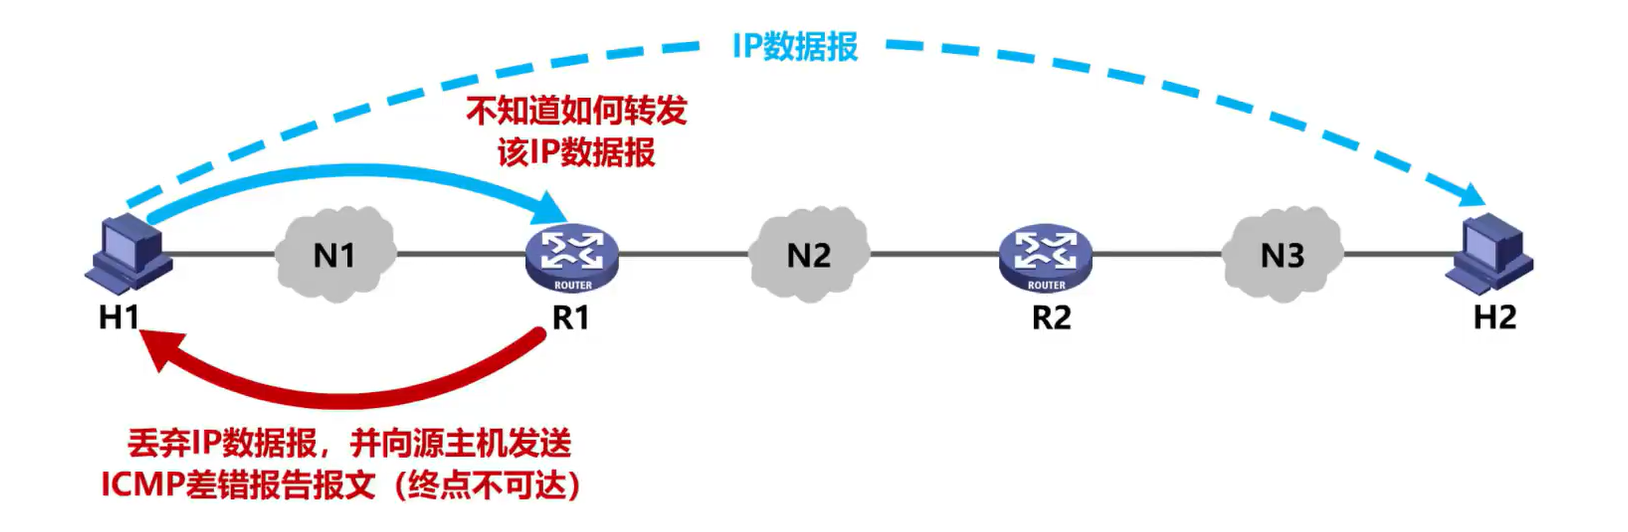 IP数据报
不知道如何转发
该IP数据报
N1
N2
N3
ROUTER
ROUTER
H1
R1
R2
H2
丢弃IP数据报，并向源主机发送
ICMP差错报告报文（终点不可达）